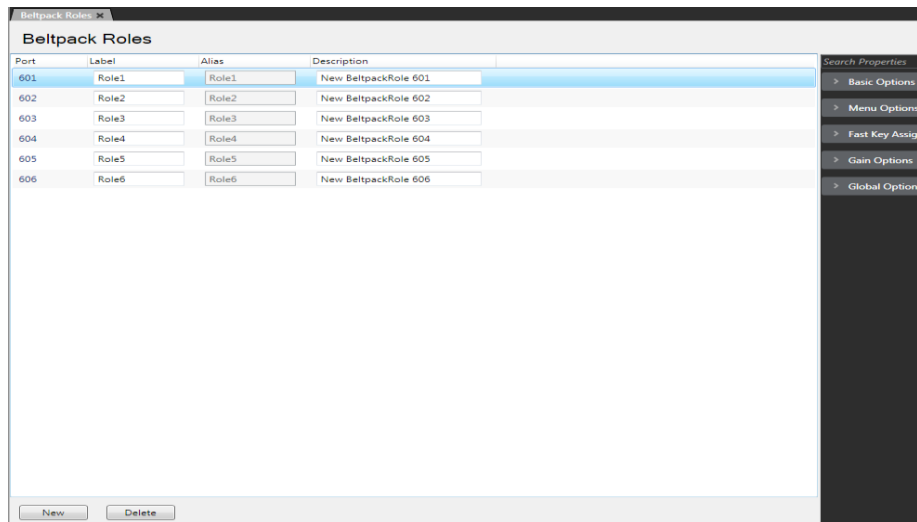 Beltpack Roles ×
Beltpack Roles
Port Label Alias Description
601 Role1 Role1 New BeltpackRole 601
602 Role2 Role2 New BeltpackRole 602
603 Role3 Role3 New BeltpackRole 603
604 Role4 Role4 New BeltpackRole 604
605 Role5 Role5 New BeltpackRole 605
606 Role6 Role6 New BeltpackRole 606
Search Properties
> Basic Options
> Menu Options
> Fast Key Assig
> Gain Options
> Global Option
New Delete